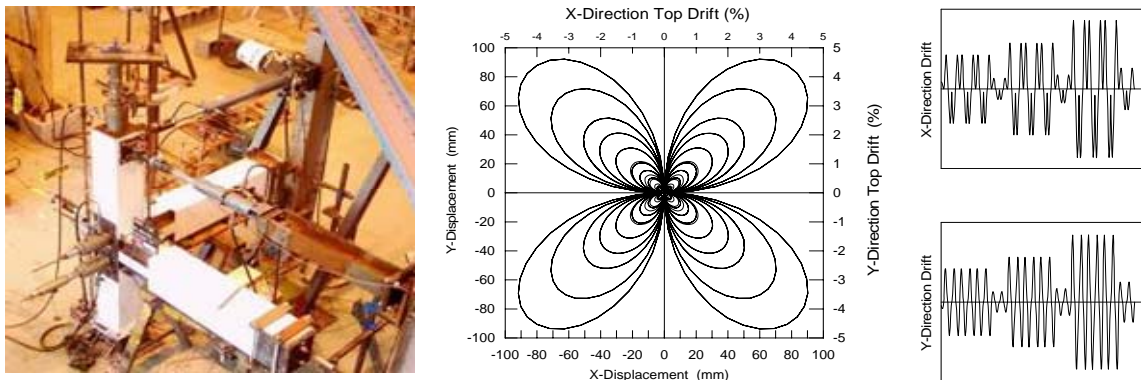 X-Direction Top Drift (%)
-5 -4 -3 -2 -1 0 1 2 3 4 5
100
80
60
40
20
0
-20
-40
-60
-80
-100
5
4
3
2
1
0
-1
-2
-3
-4
-5
Y-Displacement (mm)
Y-Direction Top Drift (%)
-100 -80 -60 -40 -20 0 20 40 60 80 100
X-Displacement (mm)
X-Direction Drift
Y-Direction Drift